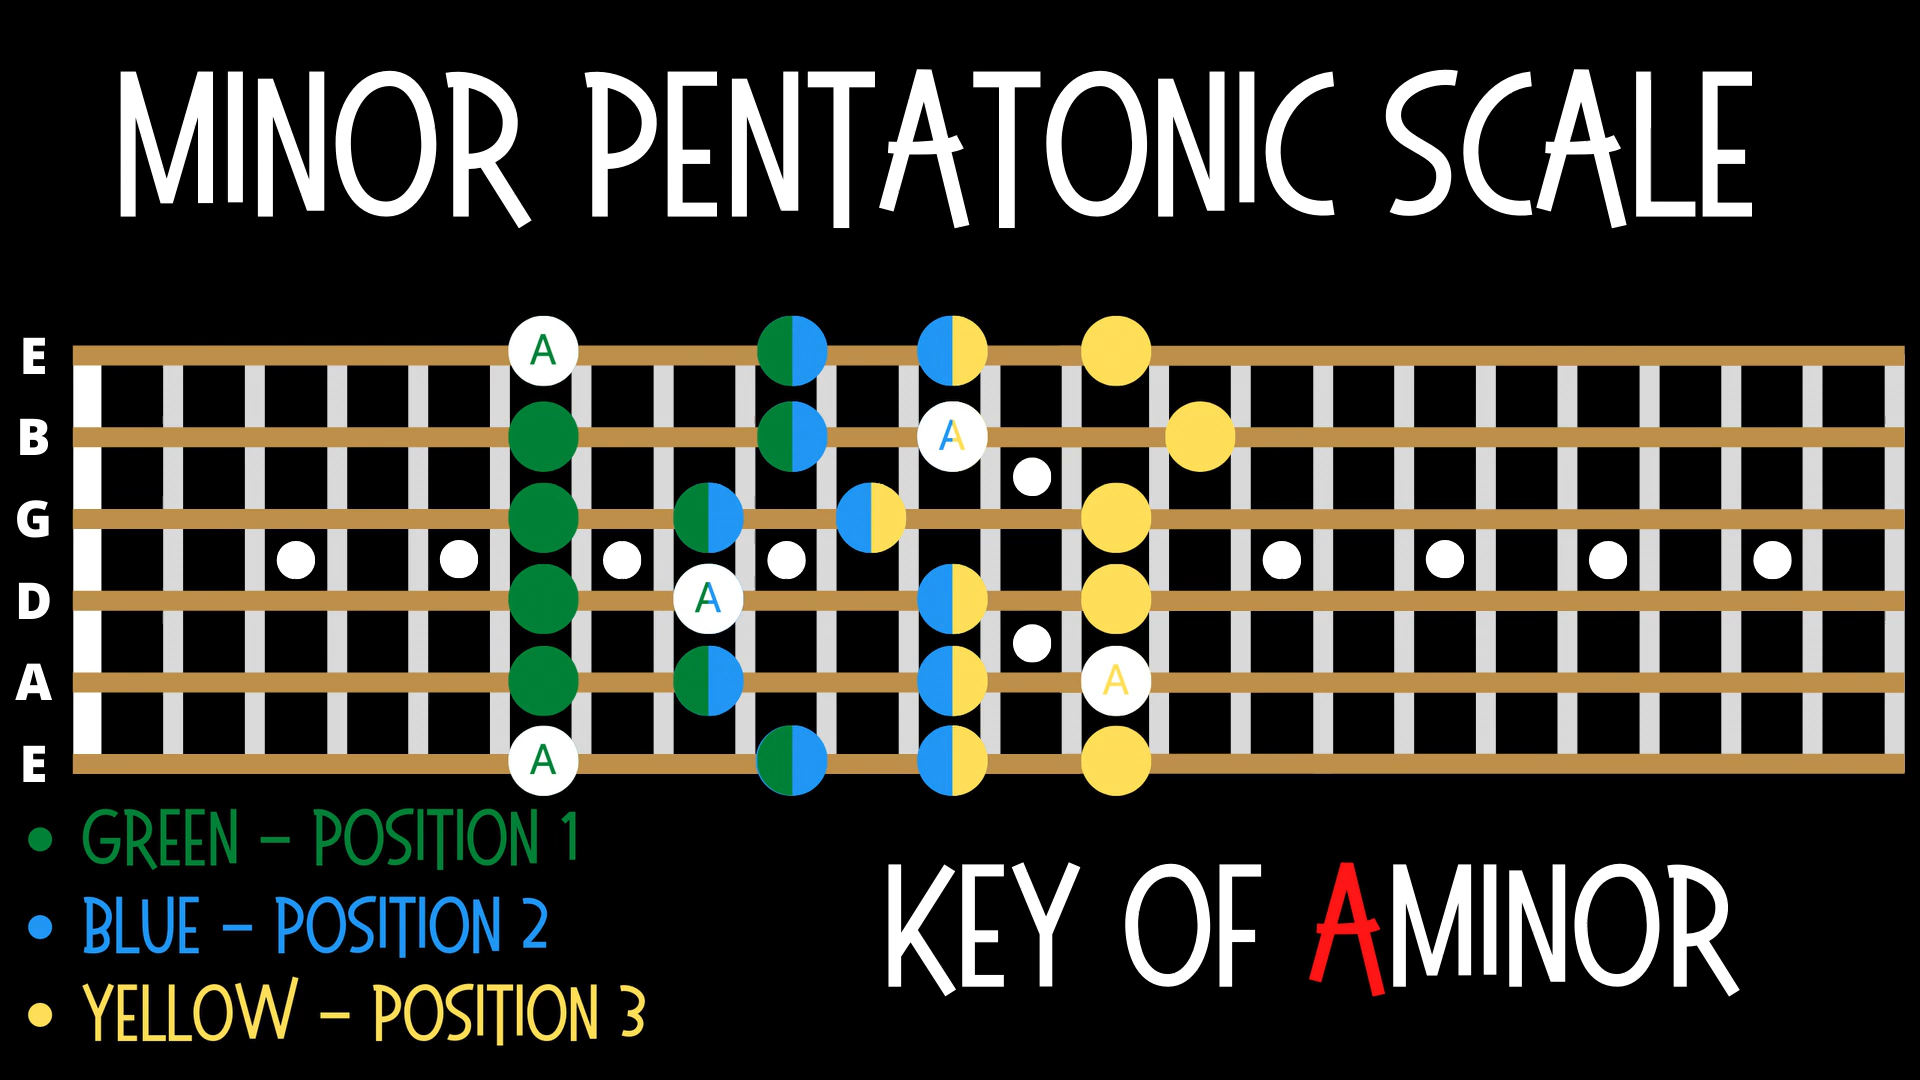 MINOR PENTATONIC SCALE
E
A
B
A
G
D
A
A
A
E
A
• GREEN – POSITION 1
• BLUE – POSITION 2
• YELLOW – POSITION 3
KEY OF AMINOR